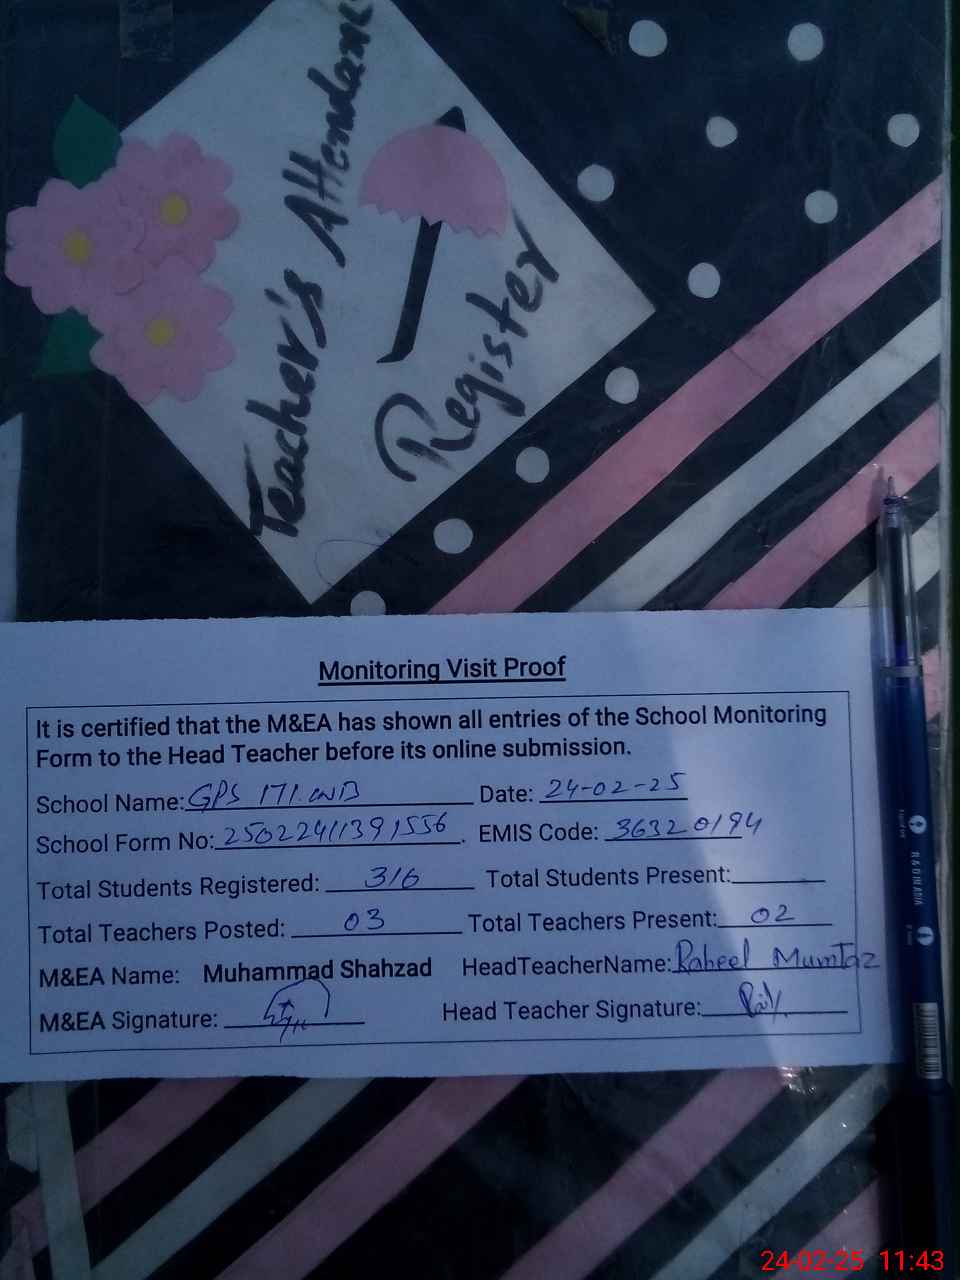 Teacher's Attendance
Register
Monitoring Visit Proof
It is certified that the M&EA has shown all entries of the School Monitoring
Form to the Head Teacher before its online submission.
School Name: GPS 171.WB Date: 24-02-25
School Form No: 25022411391556. EMIS Code: 36320194
Total Students Registered: 316 Total Students Present:
Total Teachers Posted: 03 Total Teachers Present: 02
M&EA Name: Muhammad Shahzad HeadTeacherName: Raheel Mumtaz
M&EA Signature: Head Teacher Signature:
24-02-25 11:43